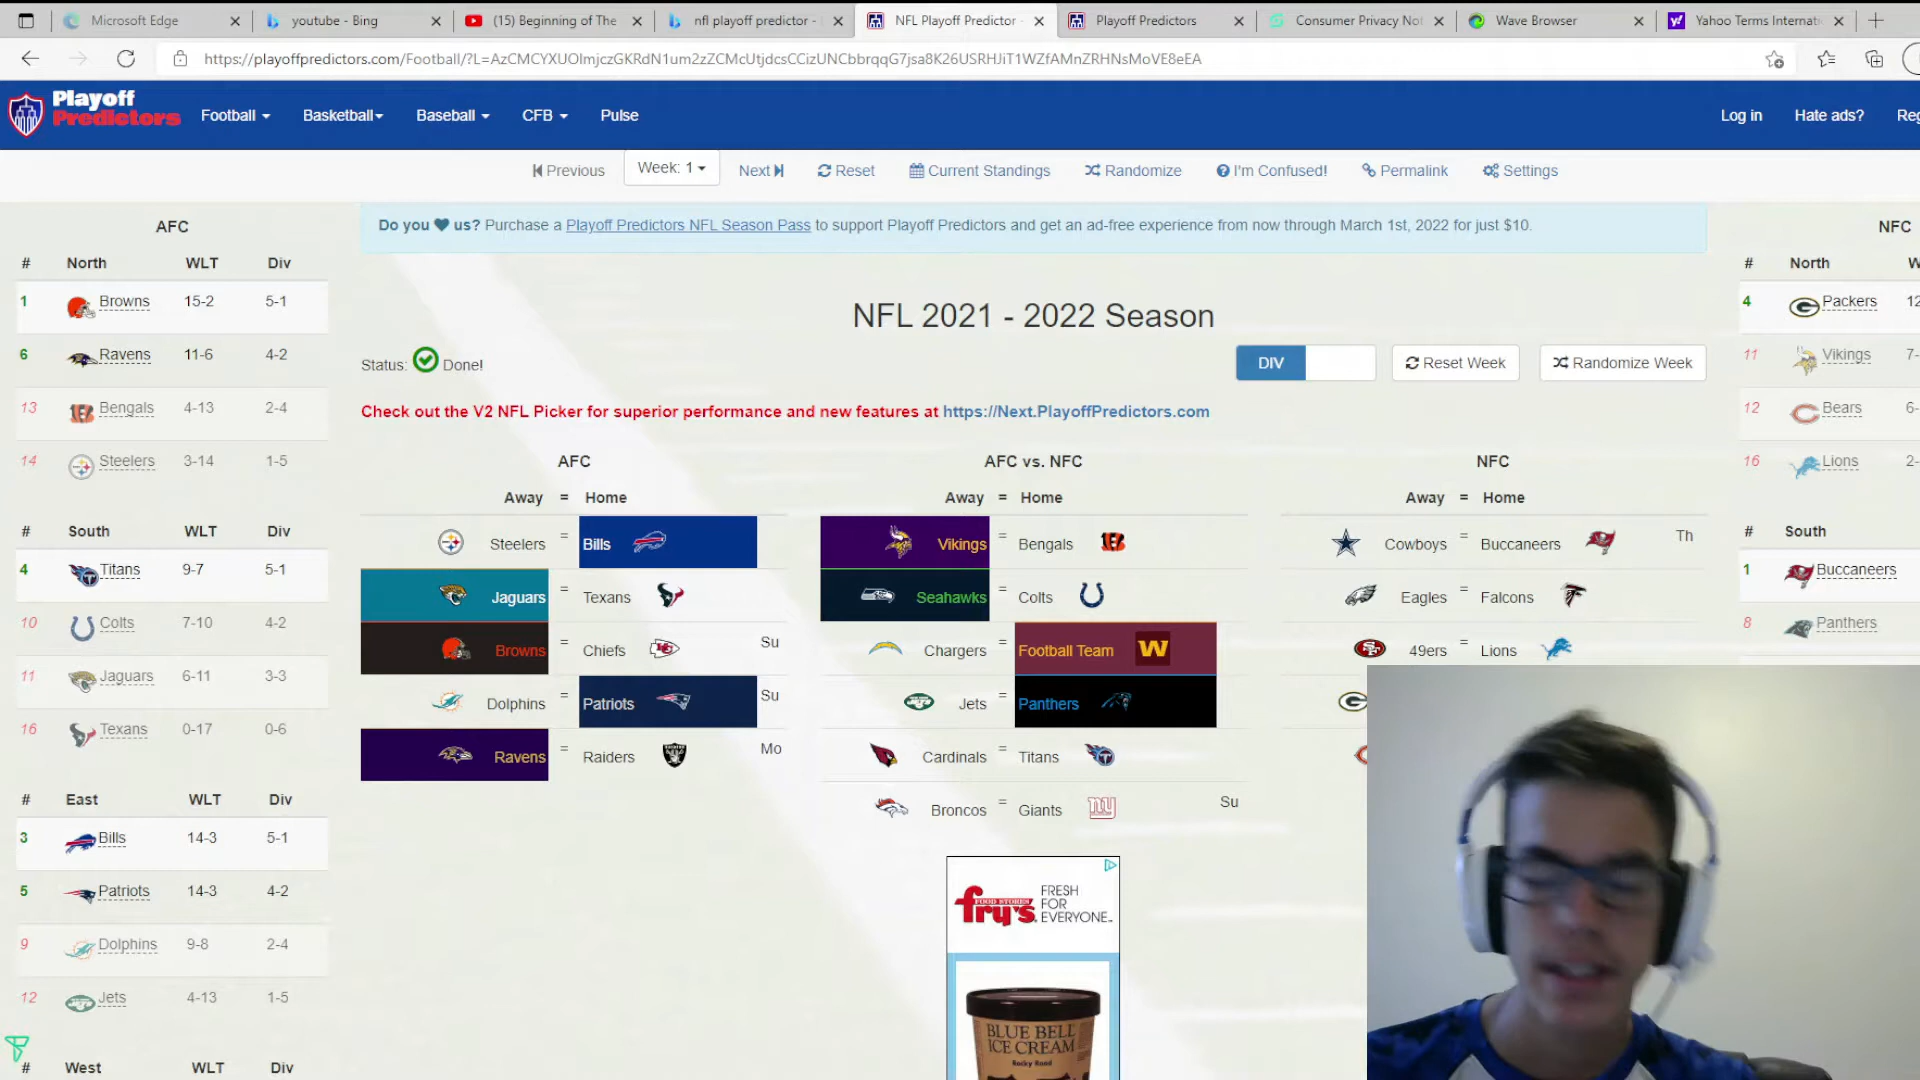 Microsoft Edge
youtube - Bing
(15) Beginning of The
nfl playoff predictor -
NFL Playoff Predictor -
Playoff Predictors
Consumer Privacy Not
Wave Browser
Yahoo Terms Internati
https://playoffpredictors.com/Football/?L=AzCMCYXUOImjczGKRdN1um2zZCMcUtjdcsCCizUNCbbrqqG7jsa8K26USRHJiT1WZfAMnZRHNsMoVE8eEA
Playoff
Predictors
Football
Basketball
Baseball
CFB
Pulse
Log in
Hate ads?
Reg
Previous
Week: 1
Next
Reset
Current Standings
Randomize
I'm Confused!
Permalink
Settings
Do you us? Purchase a Playoff Predictors NFL Season Pass to support Playoff Predictors and get an ad-free experience from now through March 1st, 2022 for just $10.
AFC
# North WLT Div
1 Browns 15-2 5-1
6 Ravens 11-6 4-2
13 Bengals 4-13 2-4
14 Steelers 3-14 1-5
# South WLT Div
4 Titans 9-7 5-1
10 Colts 7-10 4-2
11 Jaguars 6-11 3-3
16 Texans 0-17 0-6
# East WLT Div
3 Bills 14-3 5-1
5 Patriots 14-3 4-2
9 Dolphins 9-8 2-4
12 Jets 4-13 1-5
# West WLT Div
NFL 2021 - 2022 Season
Status: Done!
DIV
Reset Week
Randomize Week
Check out the V2 NFL Picker for superior performance and new features at https://Next.PlayoffPredictors.com
AFC
Away = Home
Steelers = Bills
Jaguars = Texans
Browns = Chiefs Su
Dolphins = Patriots Su
Ravens = Raiders Mo
AFC vs. NFC
Away = Home
Vikings = Bengals
Seahawks = Colts
Chargers = Football Team W
Jets = Panthers
Cardinals = Titans
Broncos = Giants ny Su
NFC
Away = Home
Cowboys = Buccaneers Th
Eagles = Falcons
49ers = Lions
NFC
# North W
4 Packers 12
11 Vikings 7-
12 Bears 6-
16 Lions 2-
# South
1 Buccaneers
8 Panthers
fry's
FOOD STORES
FRESH
FOR
EVERYONE
BLUE BELL
ICE CREAM
Rocky Road